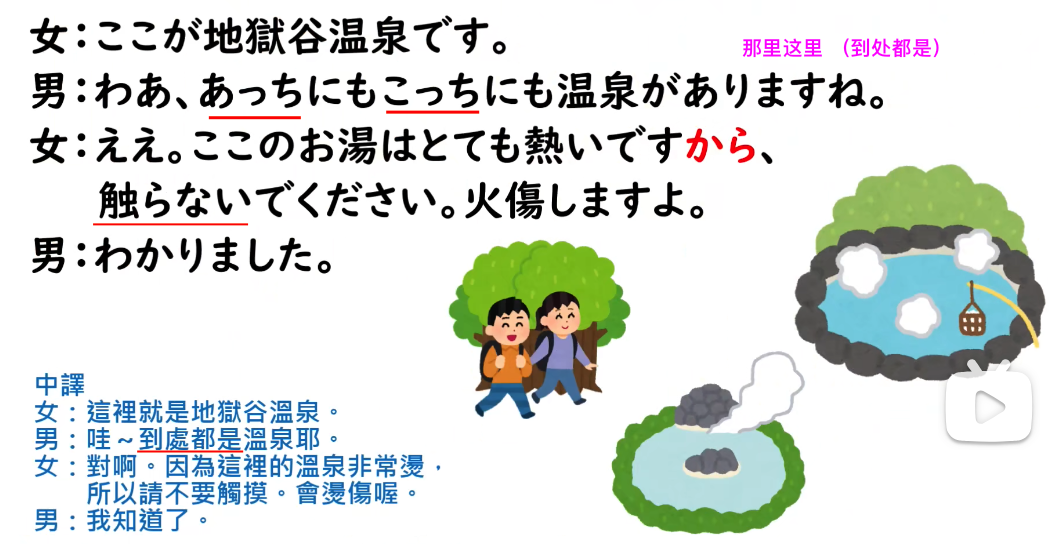 女：ここが地獄谷温泉です。
那里这里 （到处都是）
男：わあ、あっちにもこっちにも温泉がありますね。
女：ええ。ここのお湯はとても熱いですから、
触らないでください。火傷しますよ。
男：わかりました。
中譯
女：這裡就是地獄谷溫泉。
男：哇～到處都是溫泉耶。
女：對啊。因為這裡的溫泉非常燙，
所以請不要觸摸。會燙傷喔。
男：我知道了。